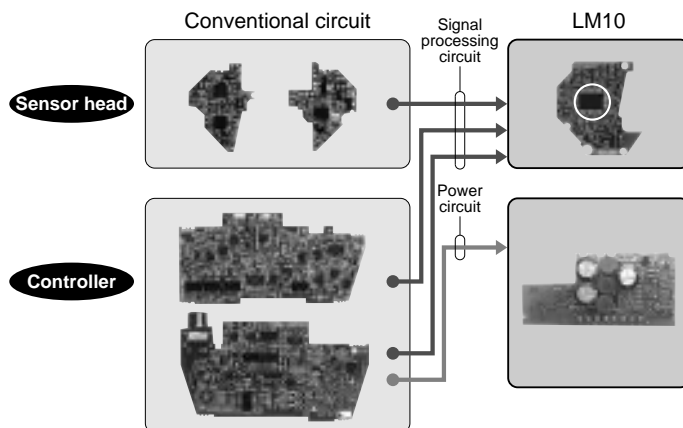 Conventional circuit
Signal
processing
circuit
LM10
Sensor head
Power
circuit
Controller